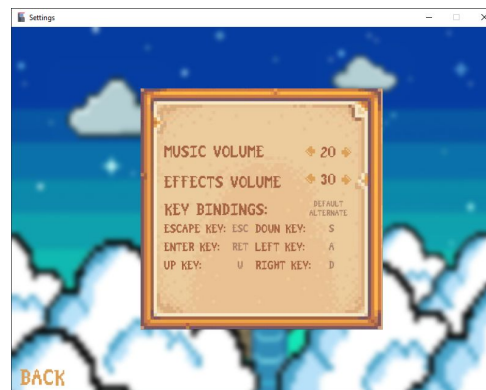 Settings
MUSIC VOLUME 20
EFFECTS VOLUME 30
KEY BINDINGS: DEFAULT
ALTERNATE
ESCAPE KEY: ESC DOWN KEY: S
ENTER KEY: RET LEFT KEY: A
UP KEY: U RIGHT KEY: D
BACK